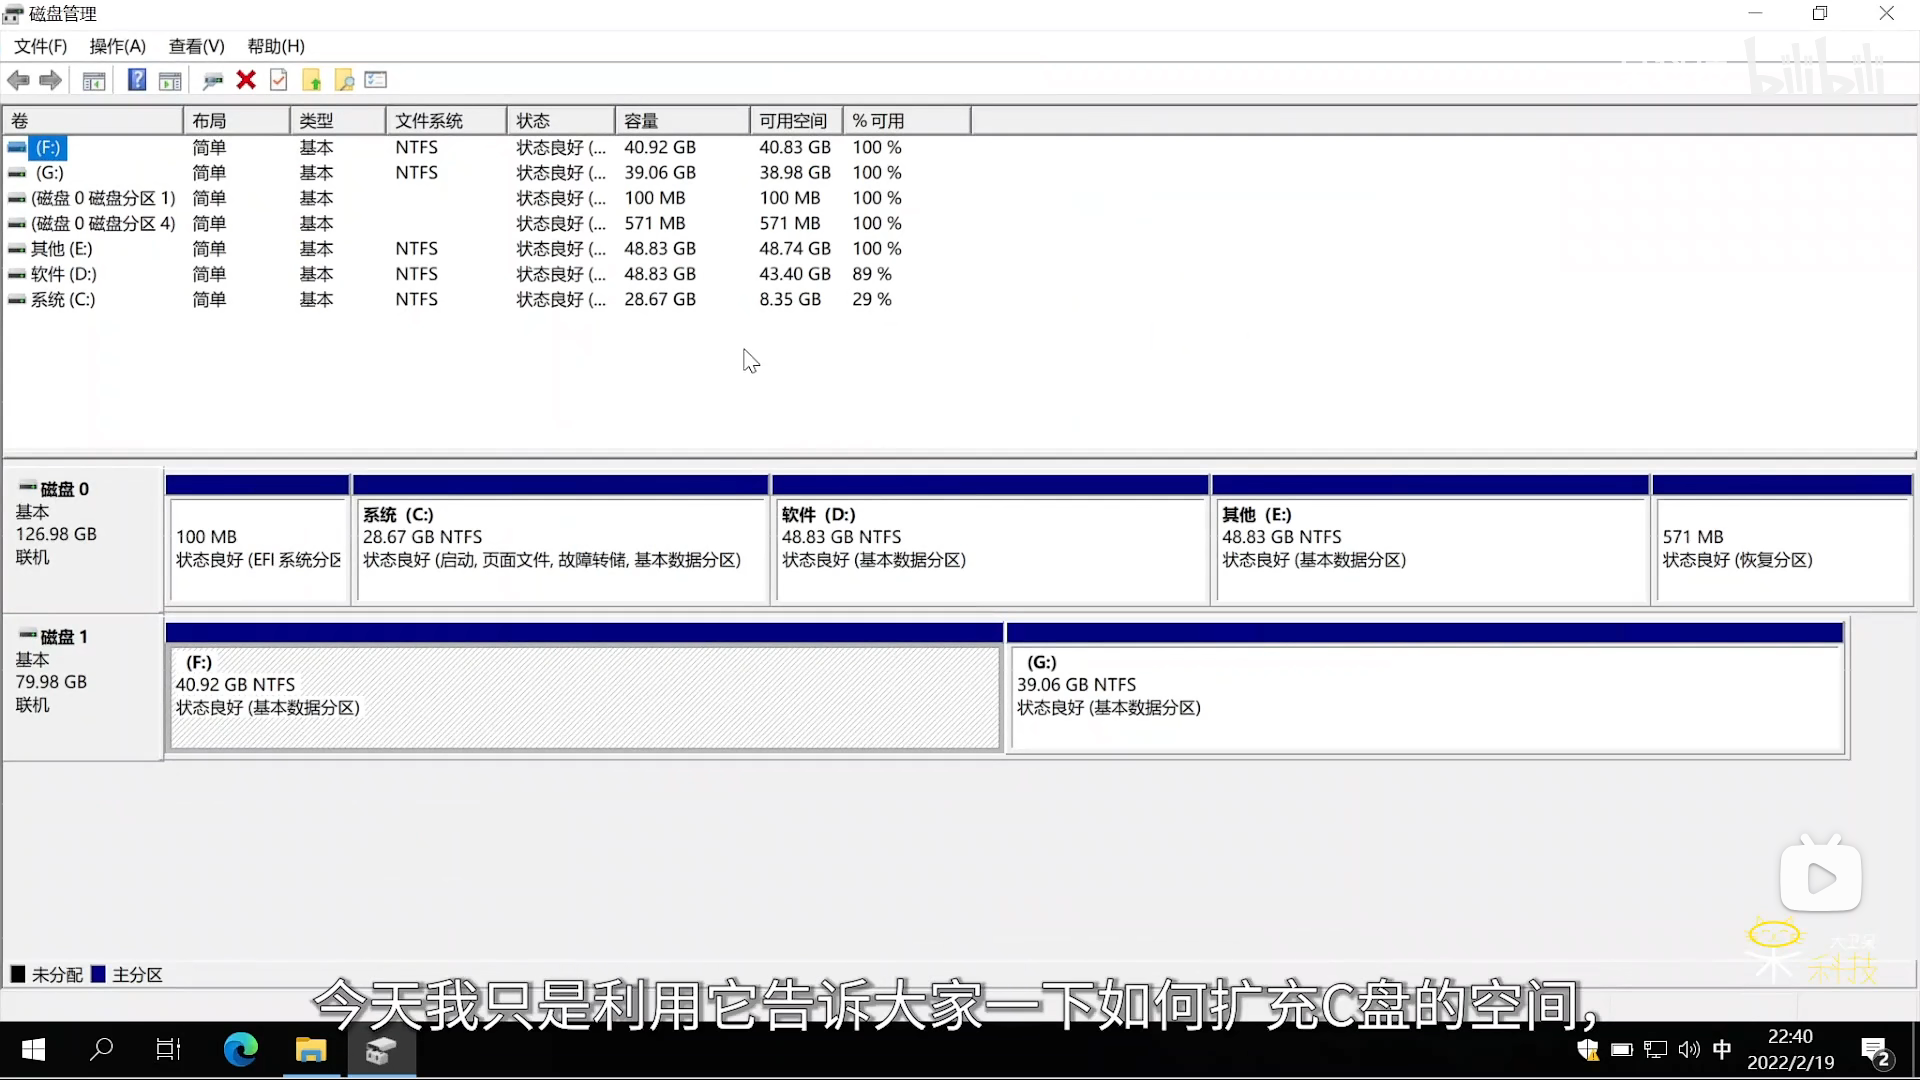 磁盘管理
文件(F) 操作(A) 查看(V) 帮助(H)
bilibili
卷 布局 类型 文件系统 状态 容量 可用空间 % 可用
(F:) 简单 基本 NTFS 状态良好 (... 40.92 GB 40.83 GB 100 %
(G:) 简单 基本 NTFS 状态良好 (... 39.06 GB 38.98 GB 100 %
(磁盘 0 磁盘分区 1) 简单 基本 状态良好 (... 100 MB 100 MB 100 %
(磁盘 0 磁盘分区 4) 简单 基本 状态良好 (... 571 MB 571 MB 100 %
其他 (E:) 简单 基本 NTFS 状态良好 (... 48.83 GB 48.74 GB 100 %
软件 (D:) 简单 基本 NTFS 状态良好 (... 48.83 GB 43.40 GB 89 %
系统 (C:) 简单 基本 NTFS 状态良好 (... 28.67 GB 8.35 GB 29 %
磁盘 0
基本
126.98 GB
联机
100 MB
状态良好 (EFI 系统分区
系统 (C:)
28.67 GB NTFS
状态良好 (启动, 页面文件, 故障转储, 基本数据分区)
软件 (D:)
48.83 GB NTFS
状态良好 (基本数据分区)
其他 (E:)
48.83 GB NTFS
状态良好 (基本数据分区)
571 MB
状态良好 (恢复分区)
磁盘 1
基本
79.98 GB
联机
(F:)
40.92 GB NTFS
状态良好 (基本数据分区)
(G:)
39.06 GB NTFS
状态良好 (基本数据分区)
科技
未分配 主分区
今天我只是利用它告诉大家一下如何扩充C盘的空间,
中
22:40
2022/2/19
2